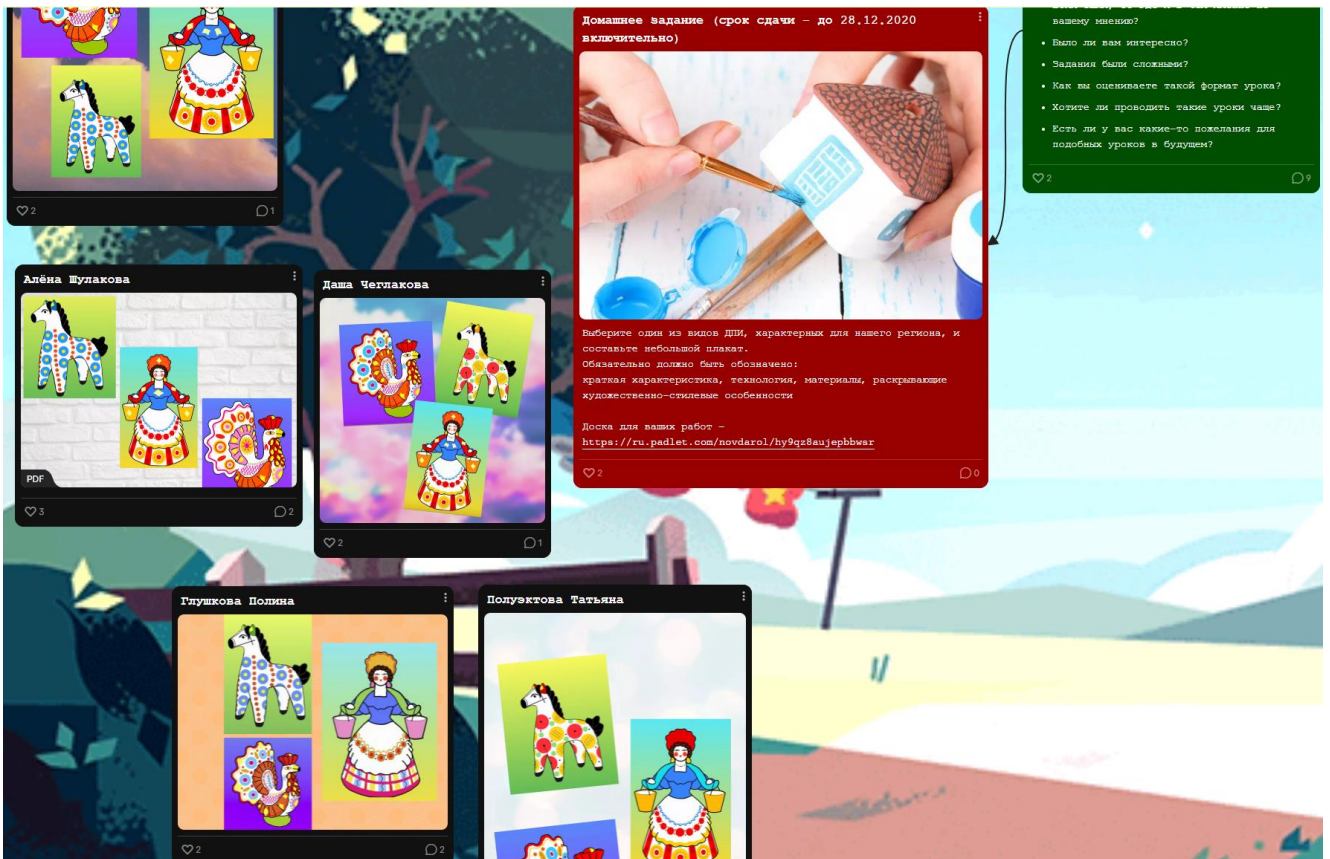 Домашнее задание (срок сдачи – до 28.12.2020
включительно)
Выберите один из видов ДПИ, характерных для нашего региона, и
составьте небольшой плакат.
Обязательно должно быть обозначено:
краткая характеристика, технология, материалы, раскрывающие
художественно-стилевые особенности
Доска для ваших работ –
https://ru.padlet.com/novdarol/hy9qz8aujepbbwsr
2
0
вашему мнению?
• Было ли вам интересно?
• Задания были сложными?
• Как вы оцениваете такой формат урока?
• Хотите ли проводить такие уроки чаще?
• Есть ли у вас какие-то пожелания для
подобных уроков в будущем?
2
9
2
1
Алёна Шулакова
PDF
3
2
Даша Чеглакова
2
1
Глушкова Полина
2
2
Полуэктова Татьяна